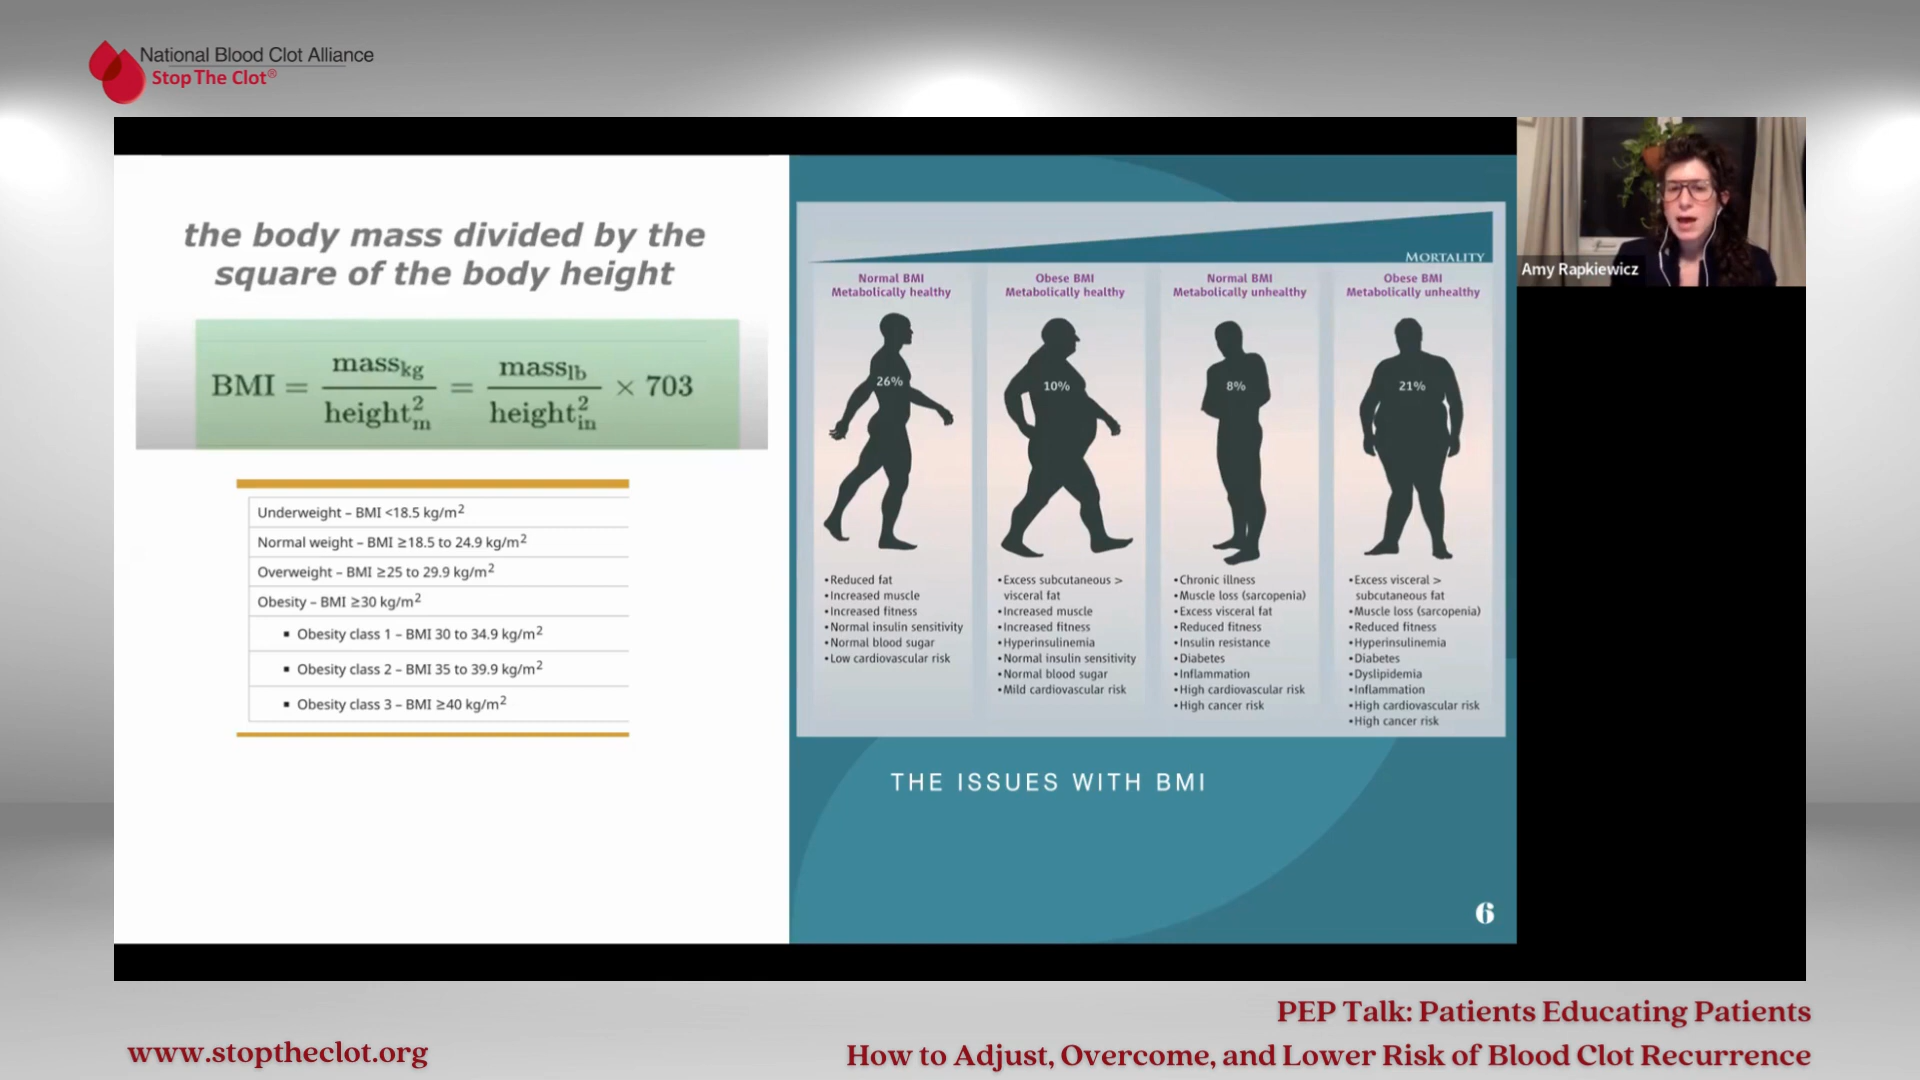 National Blood Clot Alliance
Stop The Clot®
the body mass divided by the
square of the body height
BMI = mass_kg / height_m^2 = mass_lb / height_in^2 × 703
Underweight – BMI <18.5 kg/m²
Normal weight – BMI ≥18.5 to 24.9 kg/m²
Overweight – BMI ≥25 to 29.9 kg/m²
Obesity – BMI ≥30 kg/m²
▪ Obesity class 1 – BMI 30 to 34.9 kg/m²
▪ Obesity class 2 – BMI 35 to 39.9 kg/m²
▪ Obesity class 3 – BMI ≥40 kg/m²
MORTALITY
Normal BMI
Metabolically healthy
26%
•Reduced fat
•Increased muscle
•Increased fitness
•Normal insulin sensitivity
•Normal blood sugar
•Low cardiovascular risk
Obese BMI
Metabolically healthy
10%
•Excess subcutaneous >
visceral fat
•Increased muscle
•Increased fitness
•Hyperinsulinemia
•Normal insulin sensitivity
•Normal blood sugar
•Mild cardiovascular risk
Normal BMI
Metabolically unhealthy
8%
•Chronic illness
•Muscle loss (sarcopenia)
•Excess visceral fat
•Reduced fitness
•Insulin resistance
•Diabetes
•Inflammation
•High cardiovascular risk
•High cancer risk
Obese BMI
Metabolically unhealthy
21%
•Excess visceral >
subcutaneous fat
•Muscle loss (sarcopenia)
•Reduced fitness
•Hyperinsulinemia
•Diabetes
•Dyslipidemia
•Inflammation
•High cardiovascular risk
•High cancer risk
THE ISSUES WITH BMI
6
Amy Rapkiewicz
PEP Talk: Patients Educating Patients
www.stoptheclot.org
How to Adjust, Overcome, and Lower Risk of Blood Clot Recurrence